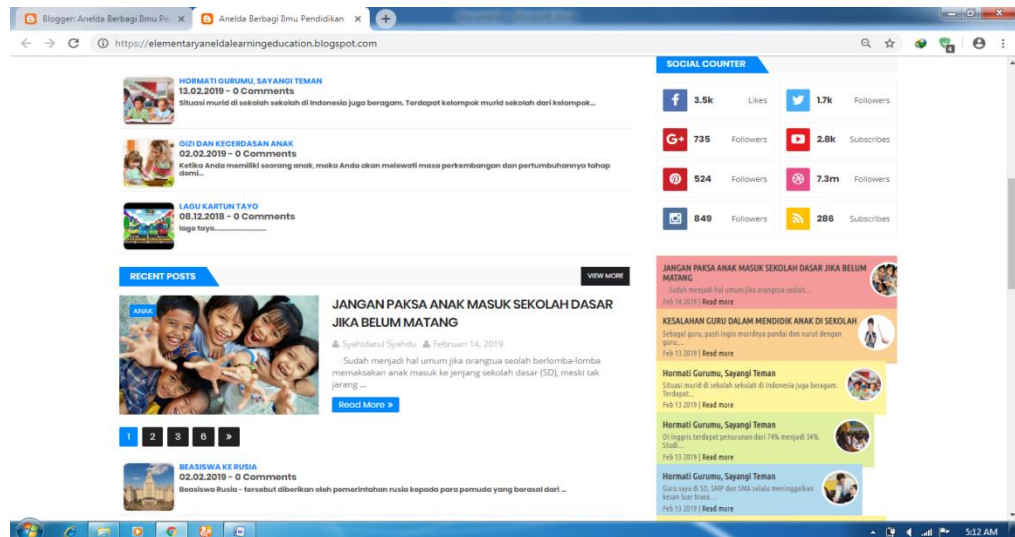 Blogger: Anelda Berbagi Ilmu Pe
Anelda Berbagi Ilmu Pendidikan
https://elementaryaneldalearningeducation.blogspot.com
HORMATI GURUMU, SAYANGI TEMAN
13.02.2019 - 0 Comments
Situasi murid di sekolah sekolah di Indonesia juga beragam. Terdapat kelompok murid sekolah dari kelompok...
GIZI DAN KECERDASAN ANAK
02.02.2019 - 0 Comments
Ketika Anda memiliki seorang anak, maka Anda akan melewati masa perkembangan dan pertumbuhannya tahap
demi...
LAGU KARTUN TAYO
08.12.2018 - 0 Comments
lago tayo...........................
RECENT POSTS
VIEW MORE
ANAK
JANGAN PAKSA ANAK MASUK SEKOLAH DASAR
JIKA BELUM MATANG
Syahidatul Syahdu Februari 14, 2019
Sudah menjadi hal umum jika orangtua seolah berlomba-lomba
memaksakan anak masuk ke jenjang sekolah dasar (SD), meski tak
jarang ...
Read More »
1 2 3 6 »
BEASISWA KE RUSIA
02.02.2019 - 0 Comments
Beasiswa Rusia - tersebut diberikan oleh pemerintahan rusia kepada para pemuda yang berasal dari ...
SOCIAL COUNTER
3.5k Likes
1.7k Followers
G+ 735 Followers
2.8k Subscribes
524 Followers
7.3m Followers
849 Followers
286 Subscribes
JANGAN PAKSA ANAK MASUK SEKOLAH DASAR JIKA BELUM
MATANG
Sudah menjadi hal umum jika orangtua seolah....
Feb 14 2019 | Read more
KESALAHAN GURU DALAM MENDIDIK ANAK DI SEKOLAH
Sebagai guru, pasti ingin muridnya pandai dan nurut dengan
guru,...
Feb 13 2019 | Read more
Hormati Gurumu, Sayangi Teman
Situasi murid di sekolah sekolah di Indonesia juga beragam.
Terdapat...
Feb 13 2019 | Read more
Hormati Gurumu, Sayangi Teman
Di Inggris terdapat penurunan dari 74% menjadi 34%.
Studi...
Feb 13 2019 | Read more
Hormati Gurumu, Sayangi Teman
Guru saya di SD, SMP dan SMA selalu meninggalkan
kesan luar biasa....
Feb 13 2019 | Read more
5:12 AM